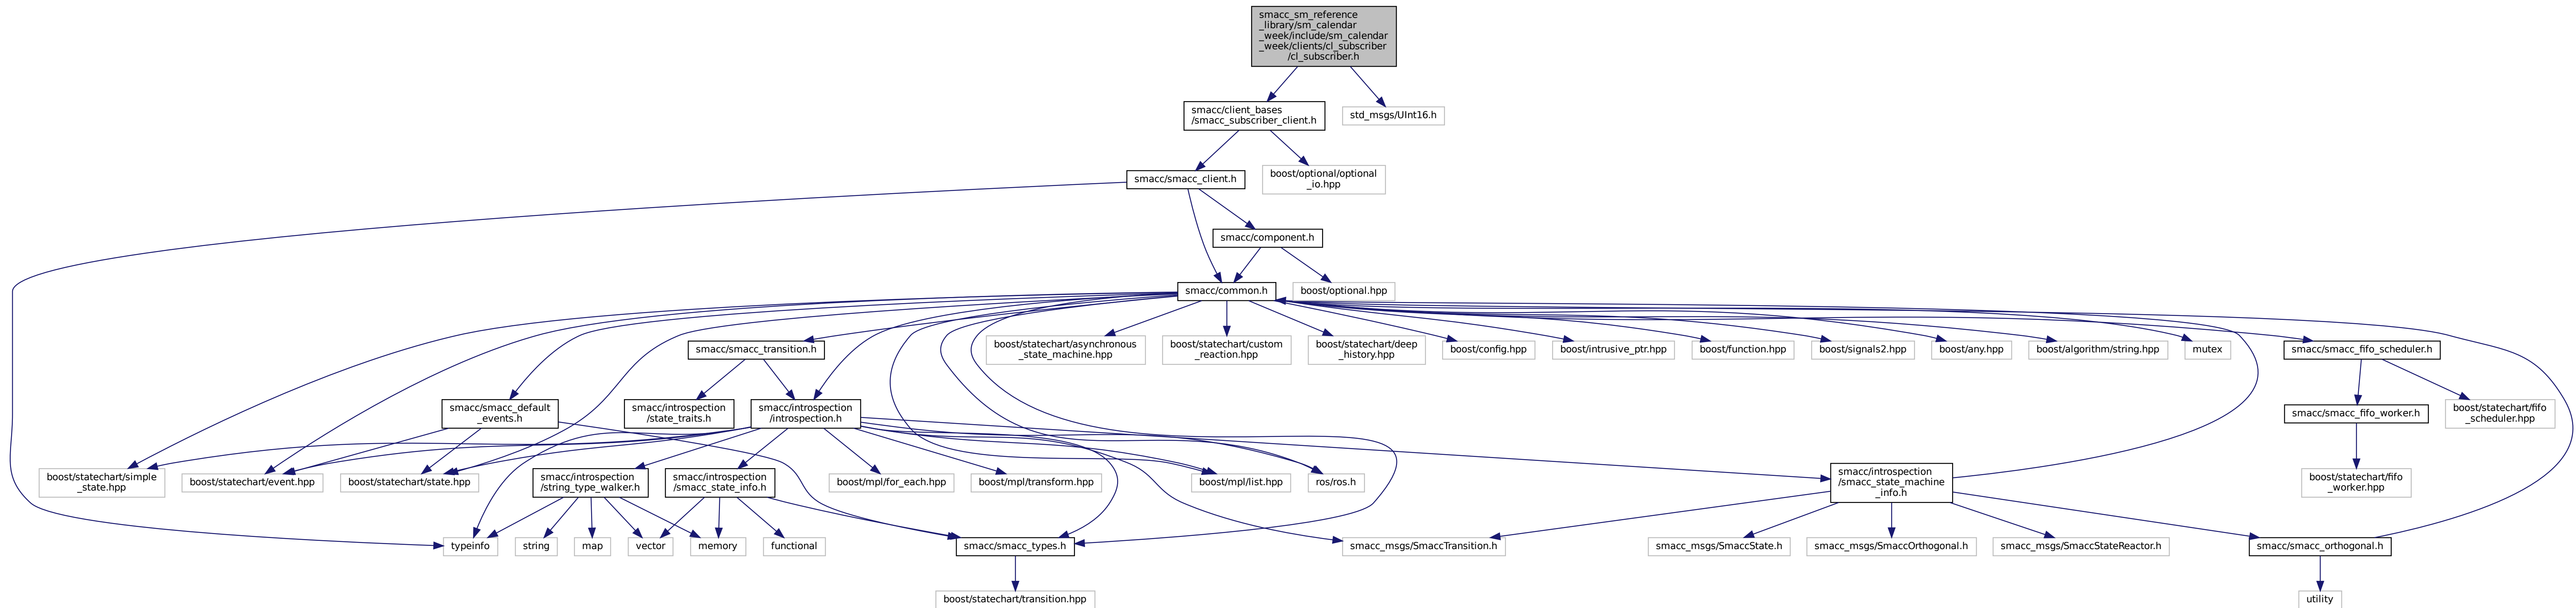 smacc_sm_reference
_library/sm_calendar
_week/include/sm_calendar
_week/clients/cl_subscriber
/cl_subscriber.h
smacc/client_bases
/smacc_subscriber_client.h
std_msgs/UInt16.h
smacc/smacc_client.h
boost/optional/optional
_io.hpp
smacc/component.h
smacc/common.h
boost/optional.hpp
smacc/smacc_transition.h
boost/statechart/asynchronous
_state_machine.hpp
boost/statechart/custom
_reaction.hpp
boost/statechart/deep
_history.hpp
boost/config.hpp
boost/intrusive_ptr.hpp
boost/function.hpp
boost/signals2.hpp
boost/any.hpp
boost/algorithm/string.hpp
mutex
smacc/smacc_fifo_scheduler.h
smacc/smacc_default
_events.h
smacc/introspection
/state_traits.h
smacc/introspection
/introspection.h
smacc/smacc_fifo_worker.h
boost/statechart/fifo
_scheduler.hpp
boost/statechart/simple
_state.hpp
boost/statechart/event.hpp
boost/statechart/state.hpp
smacc/introspection
/string_type_walker.h
smacc/introspection
/smacc_state_info.h
boost/mpl/for_each.hpp
boost/mpl/transform.hpp
boost/mpl/list.hpp
ros/ros.h
smacc/introspection
/smacc_state_machine
_info.h
boost/statechart/fifo
_worker.hpp
typeinfo
string
map
vector
memory
functional
smacc/smacc_types.h
smacc_msgs/SmaccTransition.h
smacc_msgs/SmaccState.h
smacc_msgs/SmaccOrthogonal.h
smacc_msgs/SmaccStateReactor.h
smacc/smacc_orthogonal.h
boost/statechart/transition.hpp
utility